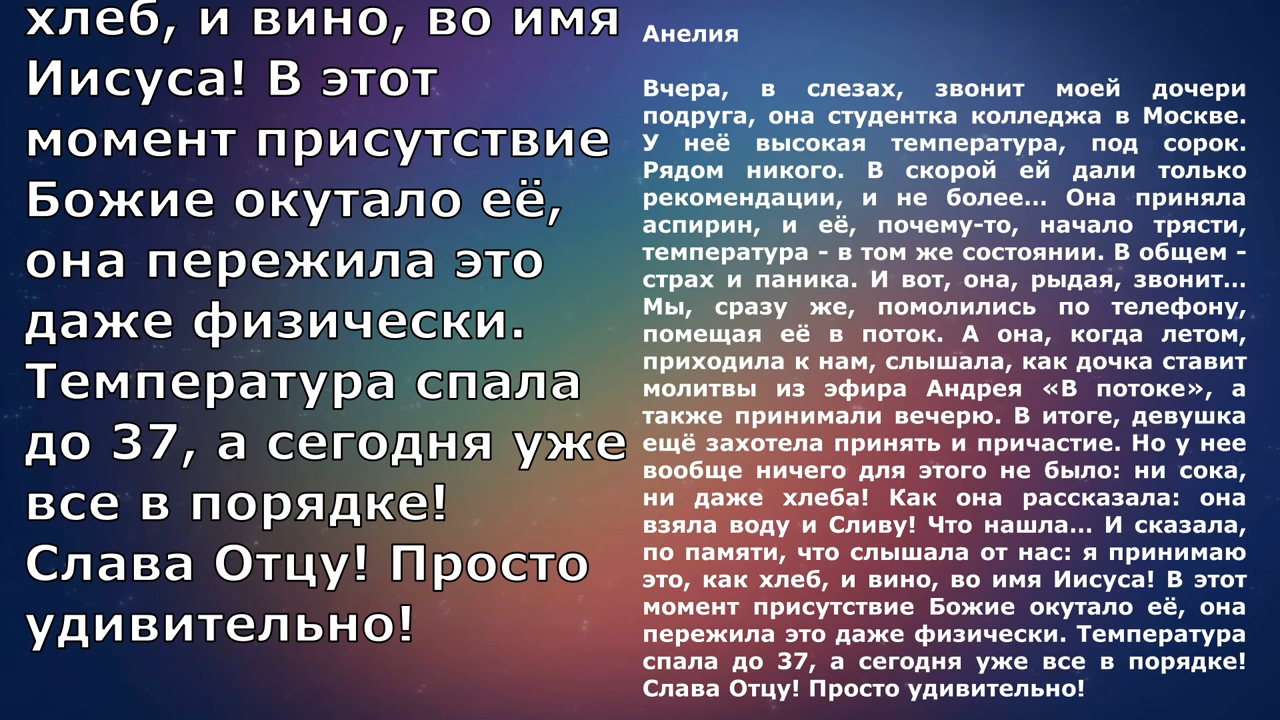 хлеб, и вино, во имя
Иисуса! В этот
момент присутствие
Божие окутало её,
она пережила это
даже физически.
Температура спала
до 37, а сегодня уже
все в порядке!
Слава Отцу! Просто
удивительно!
Анелия
Вчера, в слезах, звонит моей дочери
подруга, она студентка колледжа в Москве.
У неё высокая температура, под сорок.
Рядом никого. В скорой ей дали только
рекомендации, и не более... Она приняла
аспирин, и её, почему-то, начало трясти,
температура - в том же состоянии. В общем -
страх и паника. И вот, она, рыдая, звонит...
Мы, сразу же, помолились по телефону,
помещая её в поток. А она, когда летом,
приходила к нам, слышала, как дочка ставит
молитвы из эфира Андрея «В потоке», а
также принимали вечерю. В итоге, девушка
ещё захотела принять и причастие. Но у нее
вообще ничего для этого не было: ни сока,
ни даже хлеба! Как она рассказала: она
взяла воду и Сливу! Что нашла... И сказала,
по памяти, что слышала от нас: я принимаю
это, как хлеб, и вино, во имя Иисуса! В этот
момент присутствие Божие окутало её, она
пережила это даже физически. Температура
спала до 37, а сегодня уже все в порядке!
Слава Отцу! Просто удивительно!